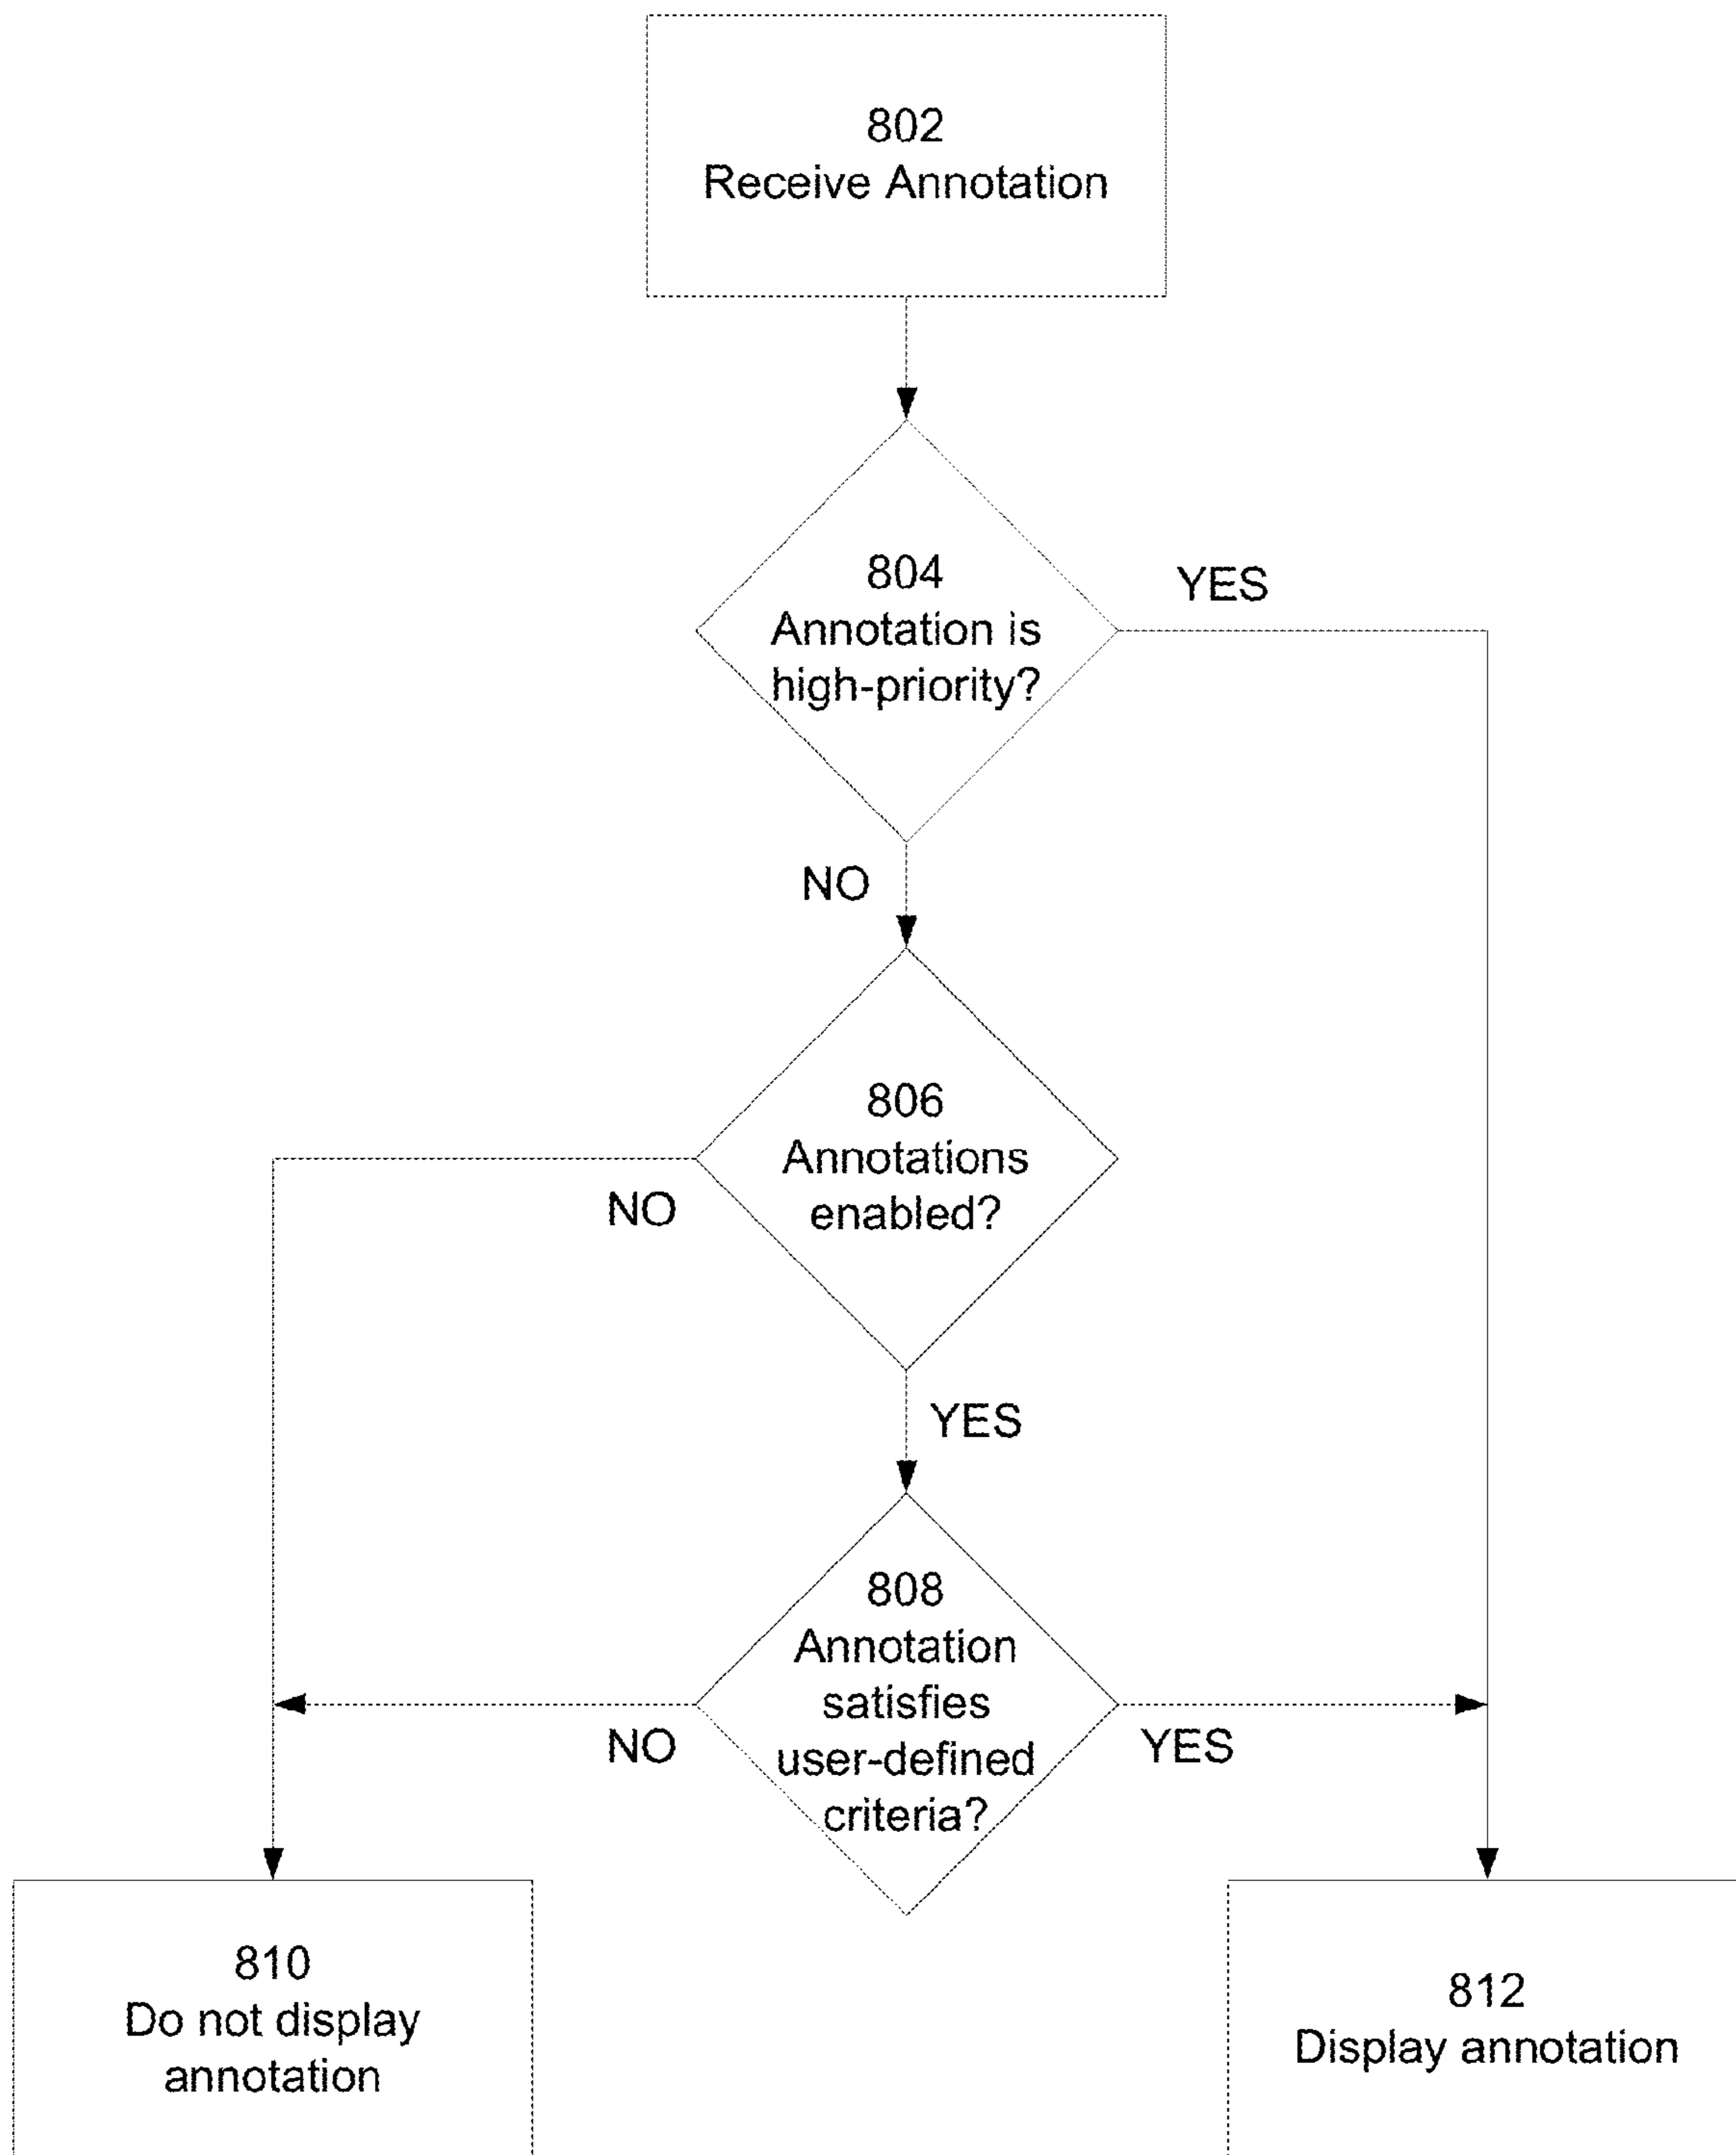 802
Receive Annotation
804
Annotation is
high-priority?
YES
NO
806
Annotations
enabled?
NO
YES
808
Annotation
satisfies
user-defined
criteria?
NO
YES
810
Do not display
annotation
812
Display annotation